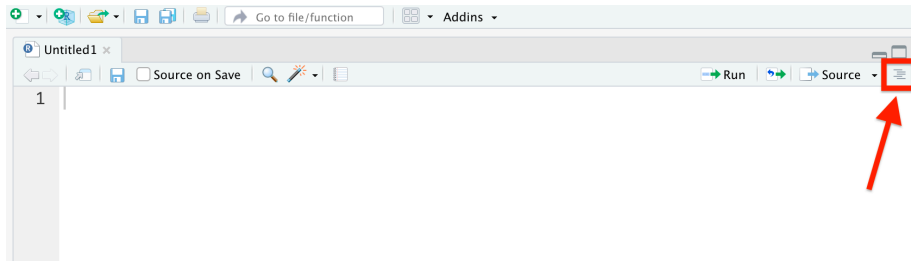 Go to file/function Addins
Untitled1
Source on Save Run Source
1